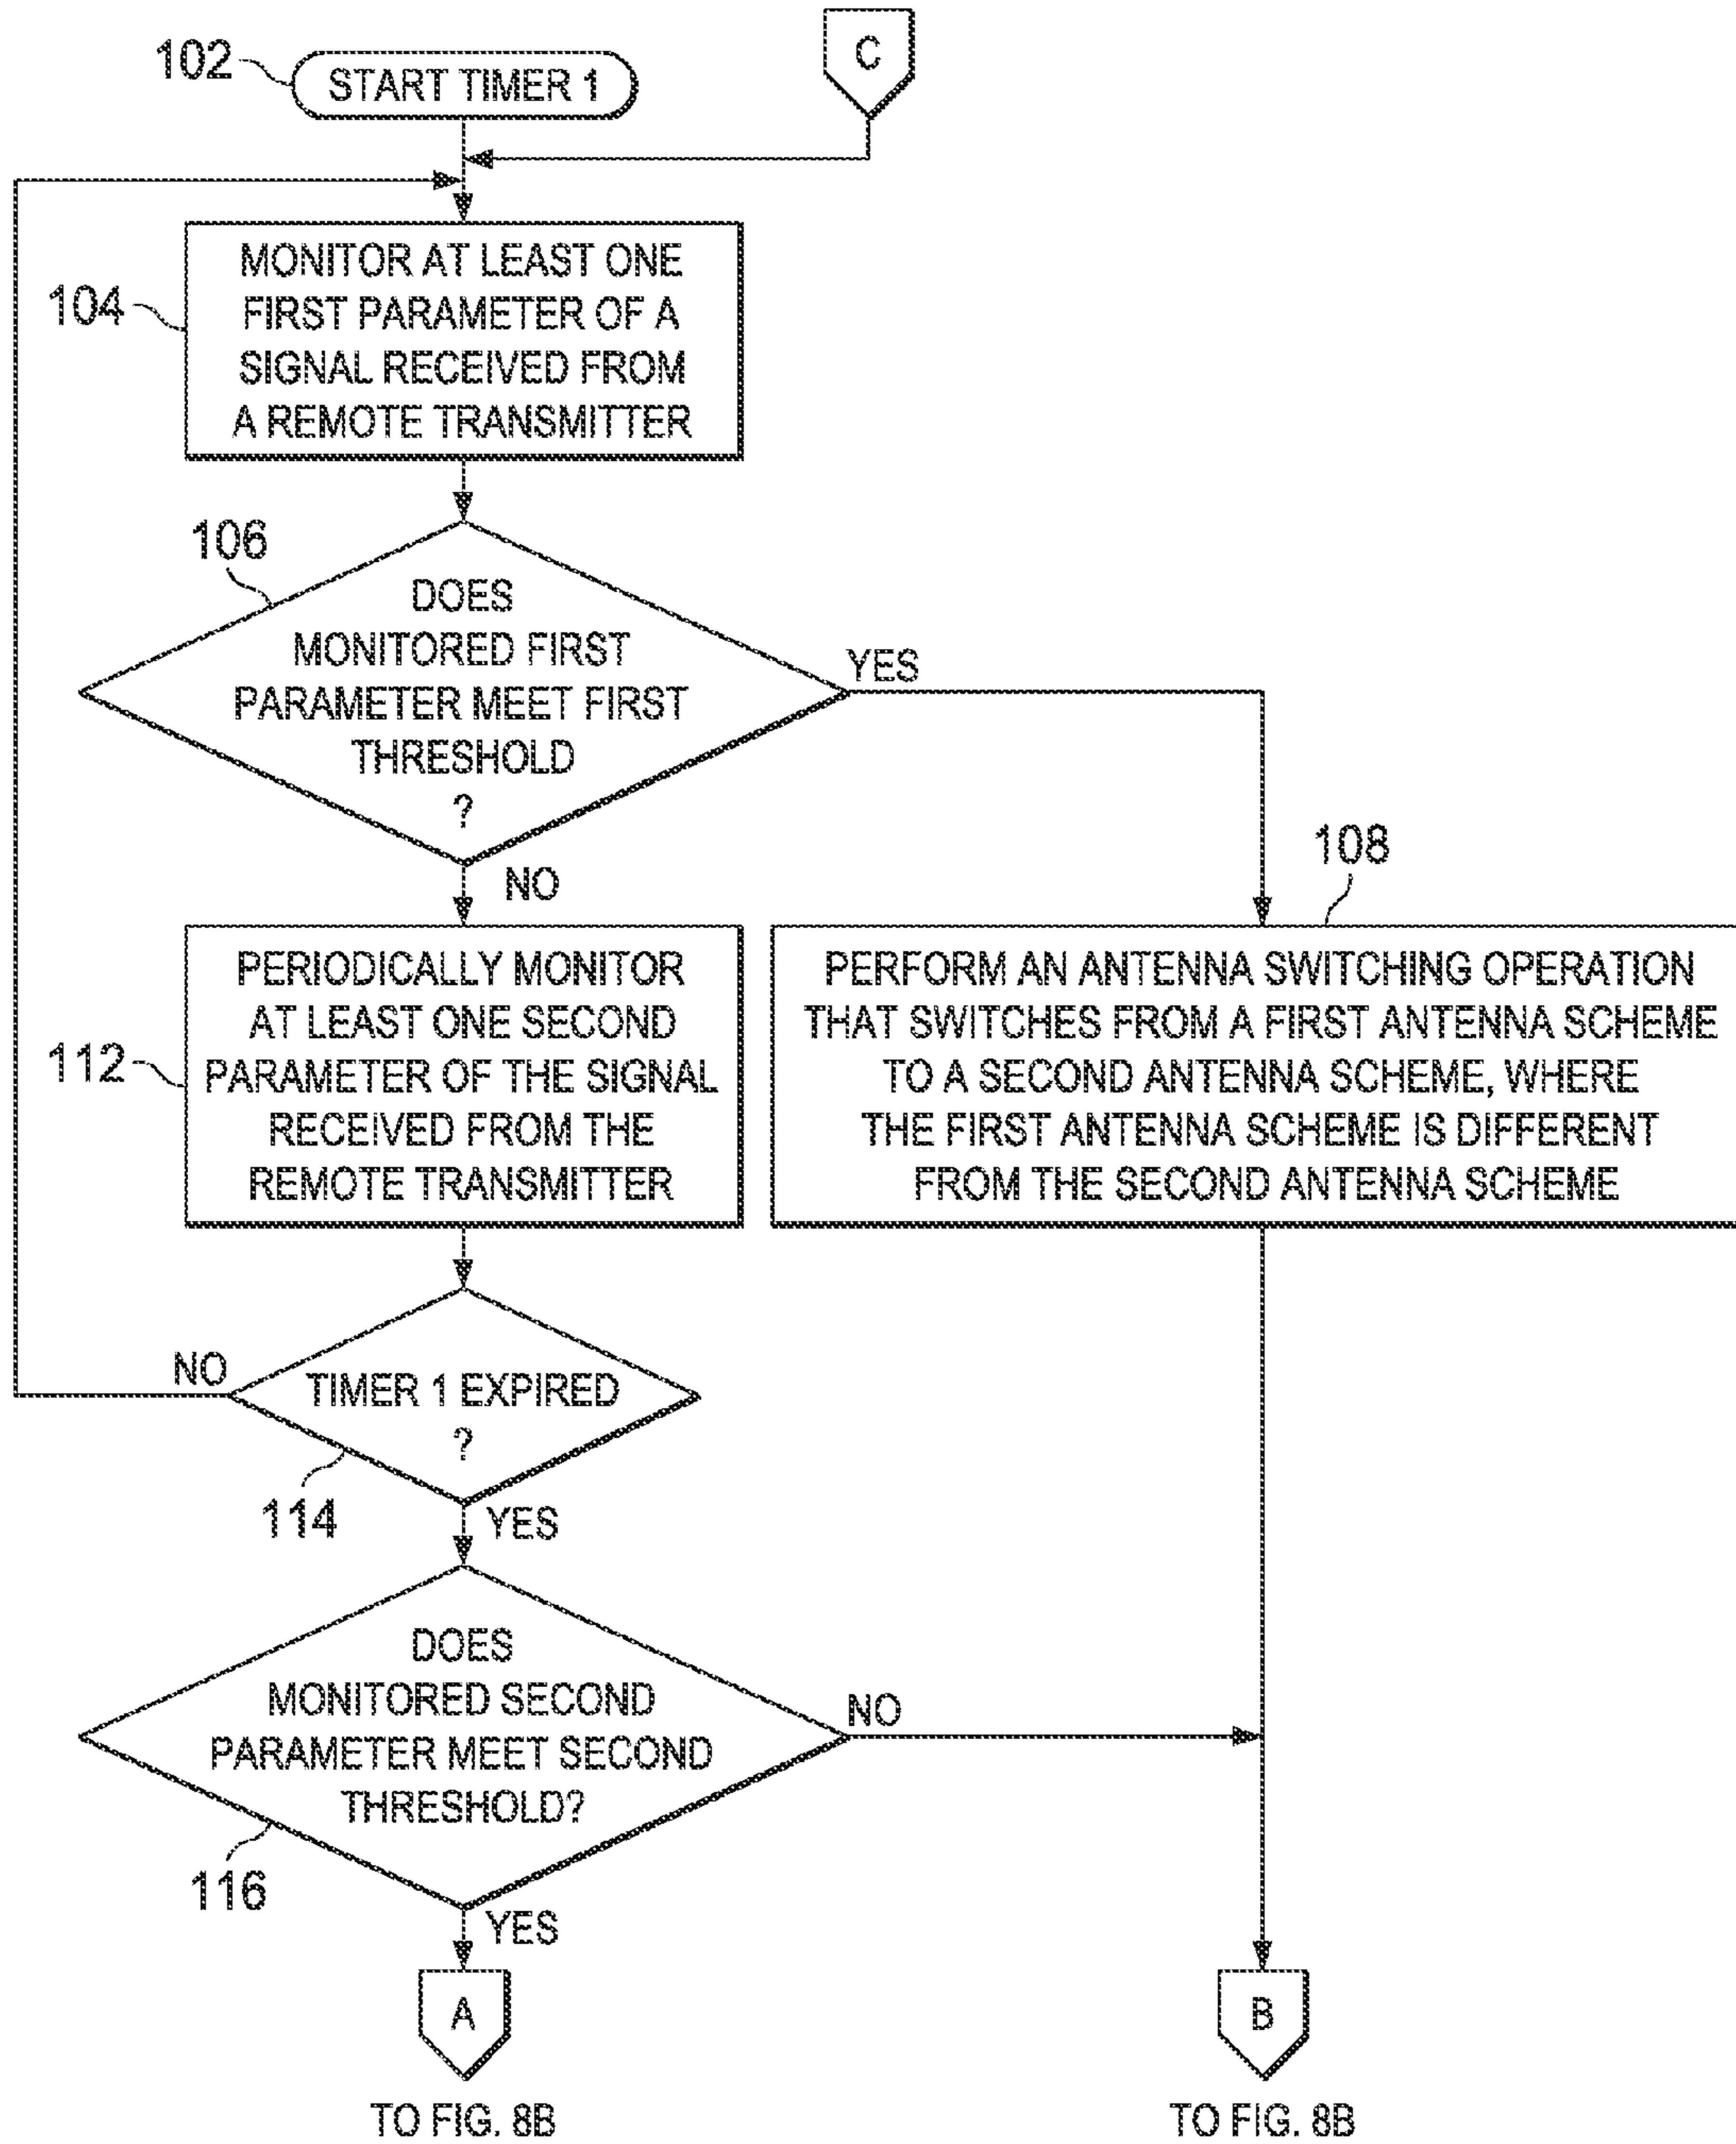 C
102
START TIMER 1
104
MONITOR AT LEAST ONE
FIRST PARAMETER OF A
SIGNAL RECEIVED FROM
A REMOTE TRANSMITTER
106
DOES
MONITORED FIRST
PARAMETER MEET FIRST
THRESHOLD
?
YES
NO
108
PERFORM AN ANTENNA SWITCHING OPERATION
THAT SWITCHES FROM A FIRST ANTENNA SCHEME
TO A SECOND ANTENNA SCHEME, WHERE
THE FIRST ANTENNA SCHEME IS DIFFERENT
FROM THE SECOND ANTENNA SCHEME
112
PERIODICALLY MONITOR
AT LEAST ONE SECOND
PARAMETER OF THE SIGNAL
RECEIVED FROM THE
REMOTE TRANSMITTER
NO
TIMER 1 EXPIRED
?
114
YES
DOES
MONITORED SECOND
PARAMETER MEET SECOND
THRESHOLD?
NO
116
YES
A
B
TO FIG. 8B
TO FIG. 8B